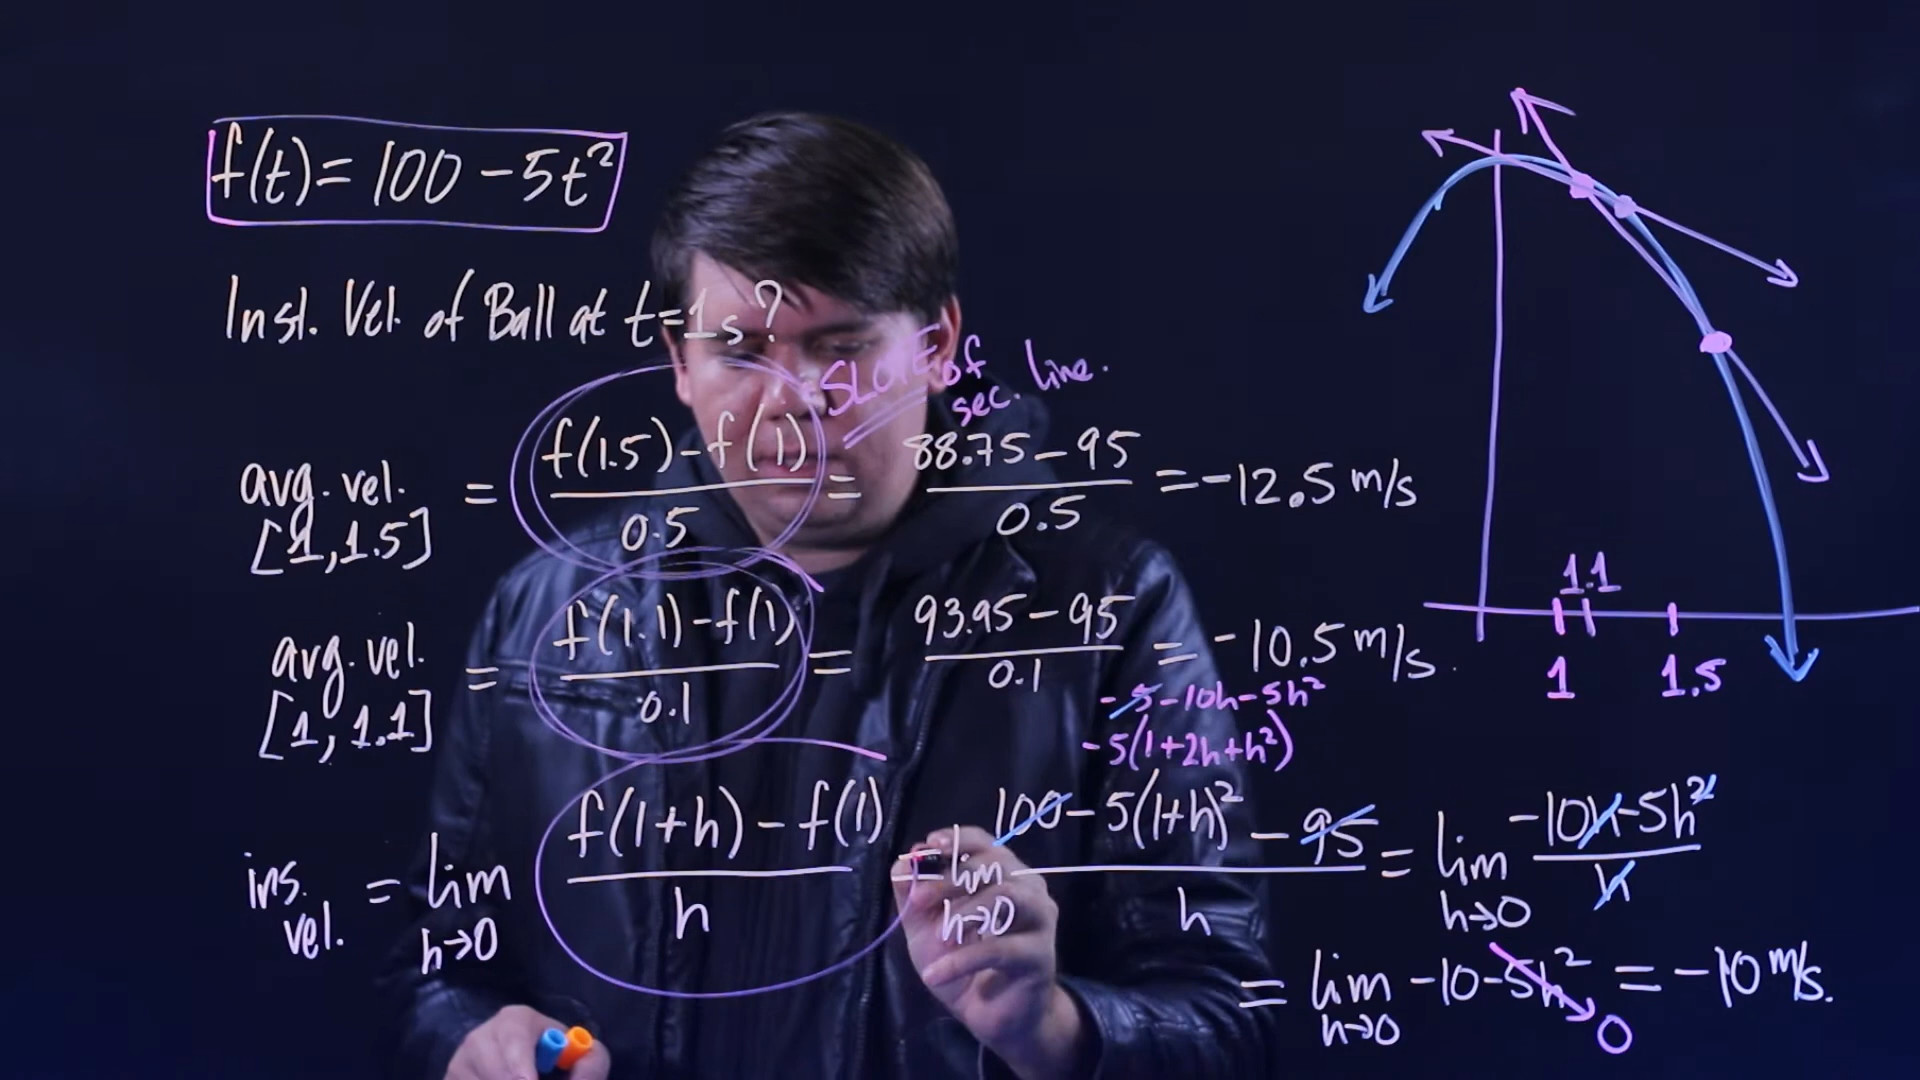 f(t) = 100 - 5t²
Inst. Vel. of Ball at t=1s?
SLOPE of
sec. line.
avg. vel.
[1, 1.5]
= f(1.5) - f(1) / 0.5 = 88.75 - 95 / 0.5 = -12.5 m/s
avg. vel.
[1, 1.1]
= f(1.1) - f(1) / 0.1 = 93.95 - 95 / 0.1 = -10.5 m/s.
-5 - 10h - 5h²
-5(1+2h+h²)
ins. vel. = lim h→0 f(1+h) - f(1) / h = lim h→0 100 - 5(1+h)² - 95 / h = lim h→0 -10h - 5h² / h
= lim h→0 -10 - 5h² = -10 m/s.
0
1.1
1 1.5